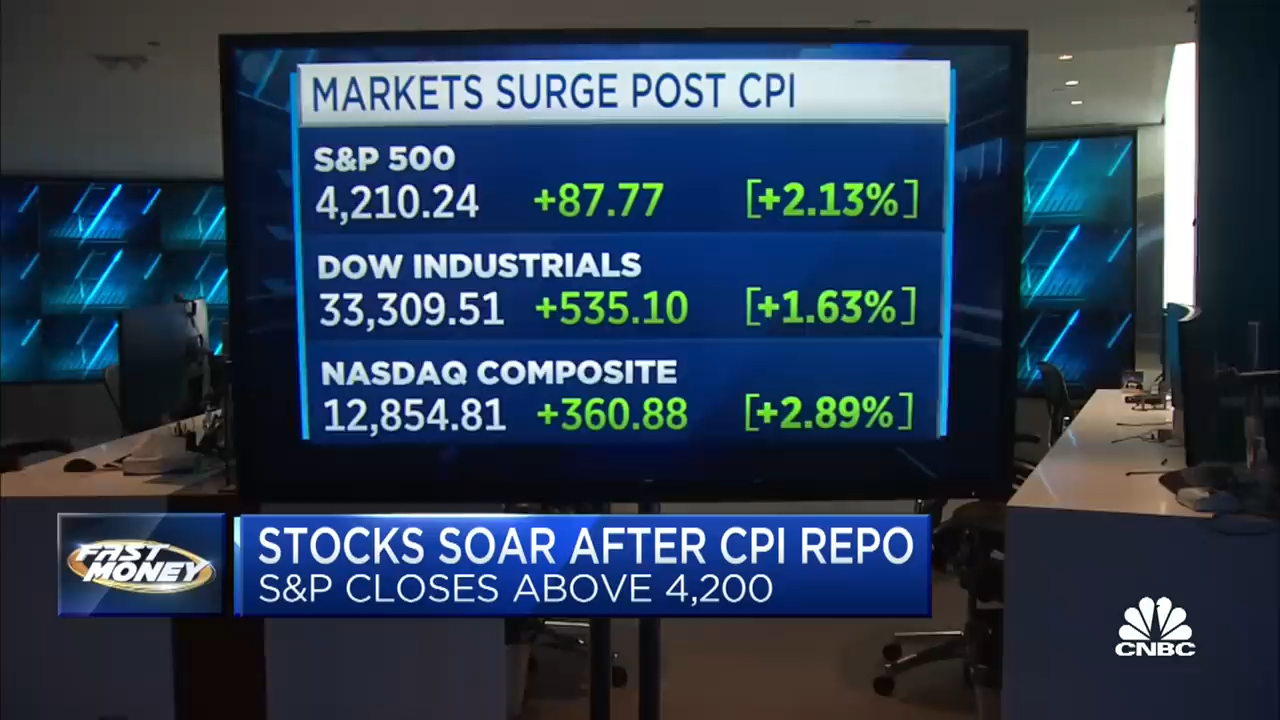 MARKETS SURGE POST CPI
S&P 500
4,210.24 +87.77 [+2.13%]
DOW INDUSTRIALS
33,309.51 +535.10 [+1.63%]
NASDAQ COMPOSITE
12,854.81 +360.88 [+2.89%]
FAST
MONEY
STOCKS SOAR AFTER CPI REPO
S&P CLOSES ABOVE 4,200
CNBC